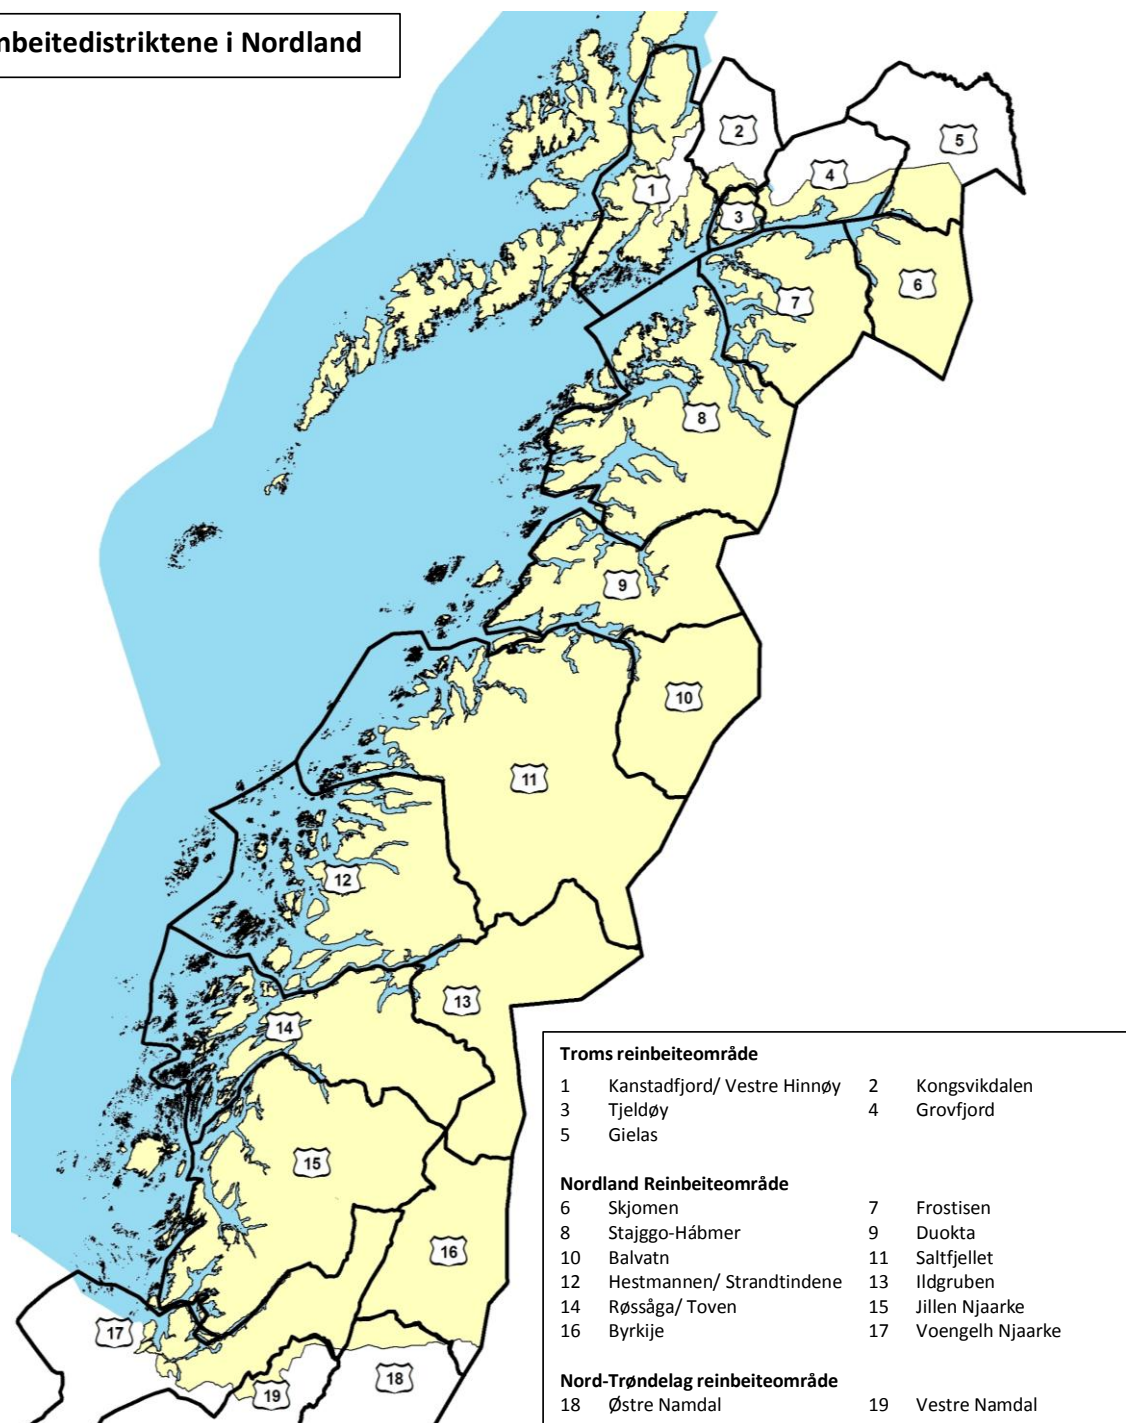 nbeitedistriktene i Nordland
2
5
4
1
3
6
7
8
9
10
11
12
13
14
15
16
17
18
19
Troms reinbeiteområde
1 Kanstadfjord/ Vestre Hinnøy 2 Kongsvikdalen
3 Tjeldøy 4 Grovfjord
5 Gielas
Nordland Reinbeiteområde
6 Skjomen 7 Frostisen
8 Stajggo-Hábmer 9 Duokta
10 Balvatn 11 Saltfjellet
12 Hestmannen/ Strandtindene 13 Ildgruben
14 Røssåga/ Toven 15 Jillen Njaarke
16 Byrkije 17 Voengelh Njaarke
Nord-Trøndelag reinbeiteområde
18 Østre Namdal 19 Vestre Namdal